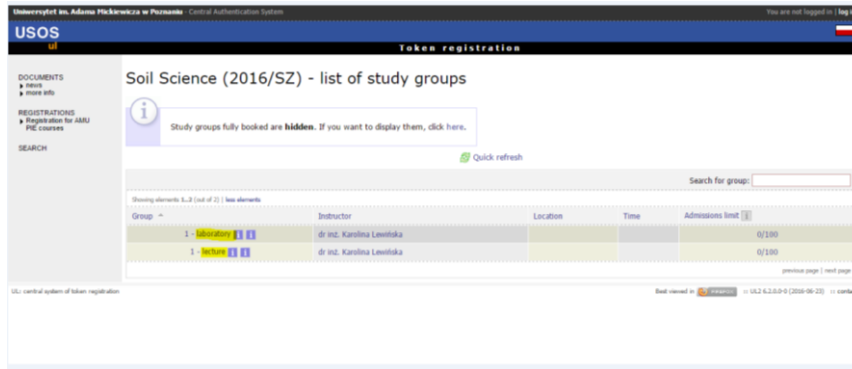 Uniwersytet im. Adama Mickiewicza w Poznaniu - Central Authentication System
You are not logged in | log i
USOS
ul
Token registration
DOCUMENTS
news
more info
REGISTRATIONS
Registration for AMU
PIE courses
SEARCH
Soil Science (2016/SZ) - list of study groups
Study groups fully booked are hidden. If you want to display them, click here.
Quick refresh
Search for group:
Showing elements 1..2 (out of 2) | less elements
Group Instructor Location Time Admissions limit
1 - laboratory dr inż. Karolina Lewińska 0/100
1 - lecture dr inż. Karolina Lewińska 0/100
previous page | next page
UL: central system of token registration
Best viewed in :: UL2 6.2.0.0-0 (2016-06-23) :: conta